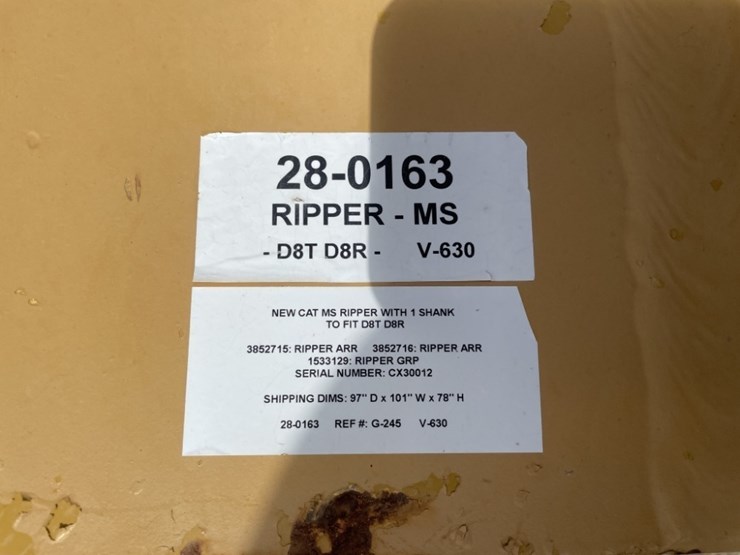 28-0163
RIPPER - MS
- D8T D8R - V-630
NEW CAT MS RIPPER WITH 1 SHANK
TO FIT D8T D8R
3852715: RIPPER ARR 3852716: RIPPER ARR
1533129: RIPPER GRP
SERIAL NUMBER: CX30012
SHIPPING DIMS: 97" D x 101" W x 78" H
28-0163 REF #: G-245 V-630